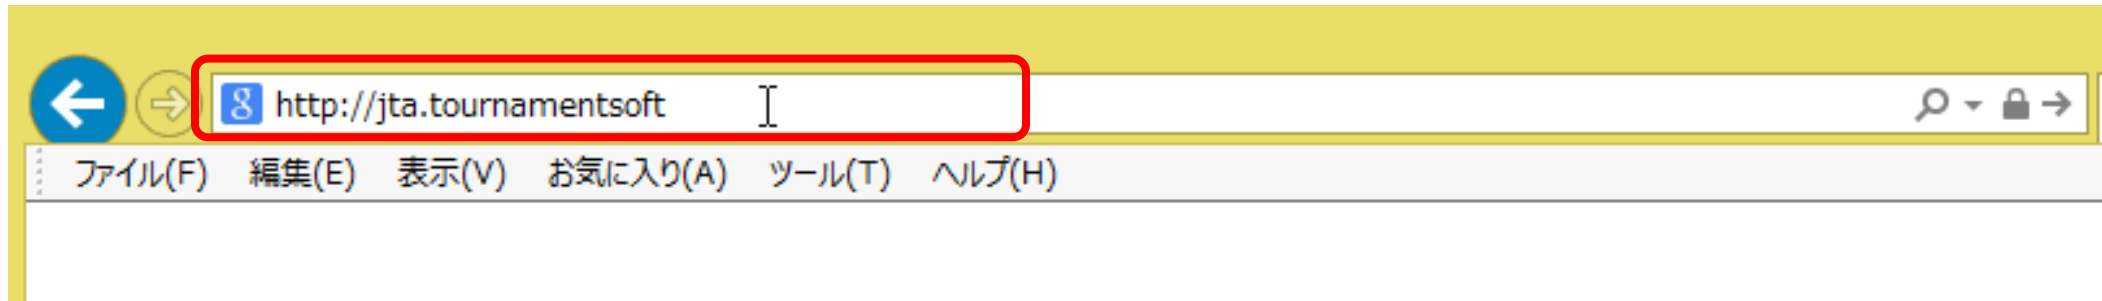 http://jta.tournamentsoft
ファイル(F) 編集(E) 表示(V) お気に入り(A) ツール(T) ヘルプ(H)